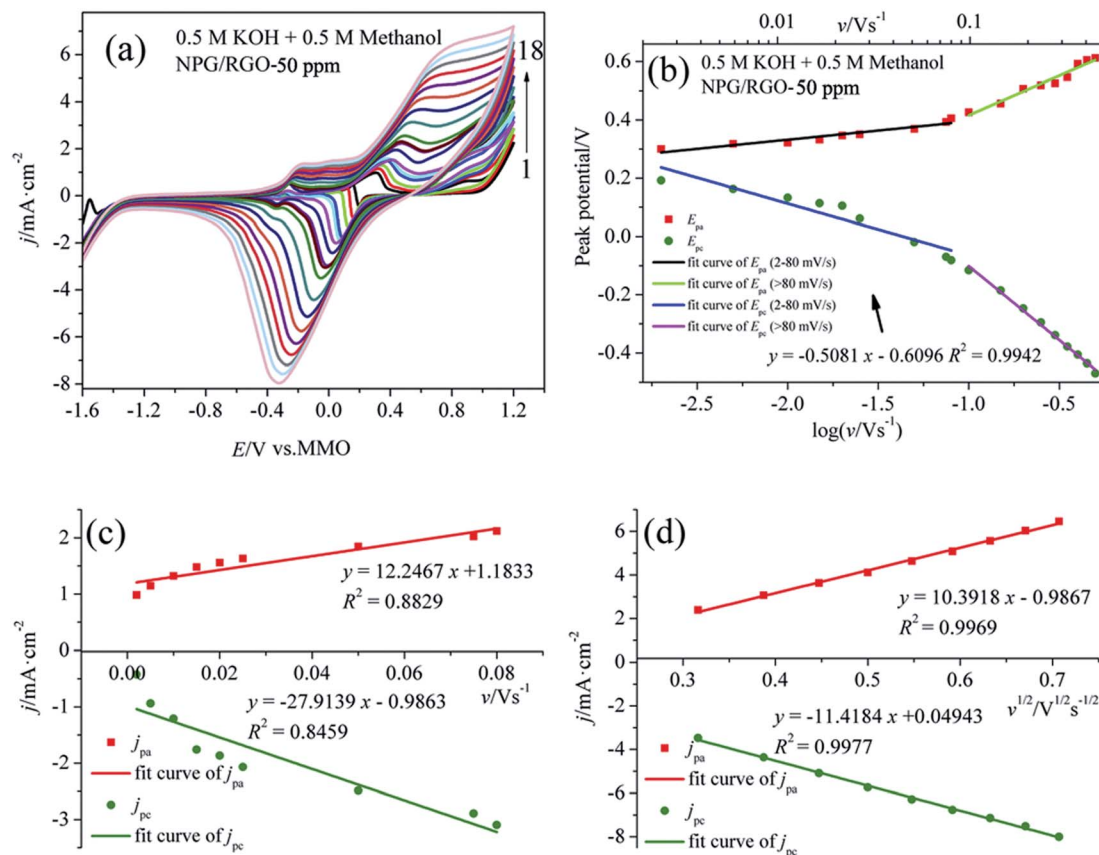 (a)
0.5 M KOH + 0.5 M Methanol
NPG/RGO-50 ppm
18
1
6
4
2
0
-2
-4
-6
-8
j/mA·cm-2
-1.6 -1.2 -0.8 -0.4 0.0 0.4 0.8 1.2
E/V vs.MMO
v/Vs-1
0.01 0.1
(b)
0.5 M KOH + 0.5 M Methanol
NPG/RGO-50 ppm
0.6
0.4
0.2
0.0
-0.2
-0.4
Peak potential/V
Epa
Epc
fit curve of Epa (2-80 mV/s)
fit curve of Epa (>80 mV/s)
fit curve of Epc (2-80 mV/s)
fit curve of Epc (>80 mV/s)
y = -0.5081 x - 0.6096 R2 = 0.9942
-2.5 -2.0 -1.5 -1.0 -0.5
log(v/Vs-1)
(c)
2
1
0
-1
-2
-3
j/mA·cm-2
y = 12.2467 x +1.1833
R2 = 0.8829
0.00 0.02 0.04 0.06 0.08
v/Vs-1
y = -27.9139 x - 0.9863
R2 = 0.8459
jpa
fit curve of jpa
jpc
fit curve of jpc
(d)
6
4
2
0
-2
-4
-6
-8
j/mA·cm-2
y = 10.3918 x - 0.9867
R2 = 0.9969
0.3 0.4 0.5 0.6 0.7
v1/2/V1/2s-1/2
y = -11.4184 x +0.04943
R2 = 0.9977
jpa
fit curve of jpa
jpc
fit curve of jpc